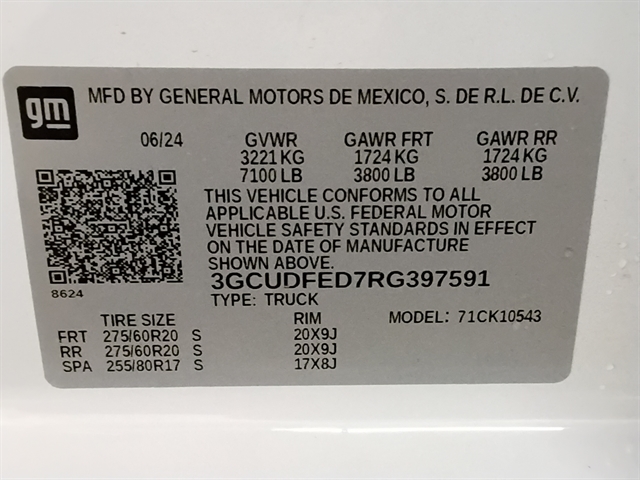 gm
MFD BY GENERAL MOTORS DE MEXICO, S. DE R.L. DE C.V.
06/24 GVWR GAWR FRT GAWR RR
3221 KG 1724 KG 1724 KG
7100 LB 3800 LB 3800 LB
THIS VEHICLE CONFORMS TO ALL
APPLICABLE U.S. FEDERAL MOTOR
VEHICLE SAFETY STANDARDS IN EFFECT
ON THE DATE OF MANUFACTURE
SHOWN ABOVE.
3GCUDFED7RG397591
8624
TYPE: TRUCK
TIRE SIZE RIM MODEL: 71CK10543
FRT 275/60R20 S 20X9J
RR 275/60R20 S 20X9J
SPA 255/80R17 S 17X8J